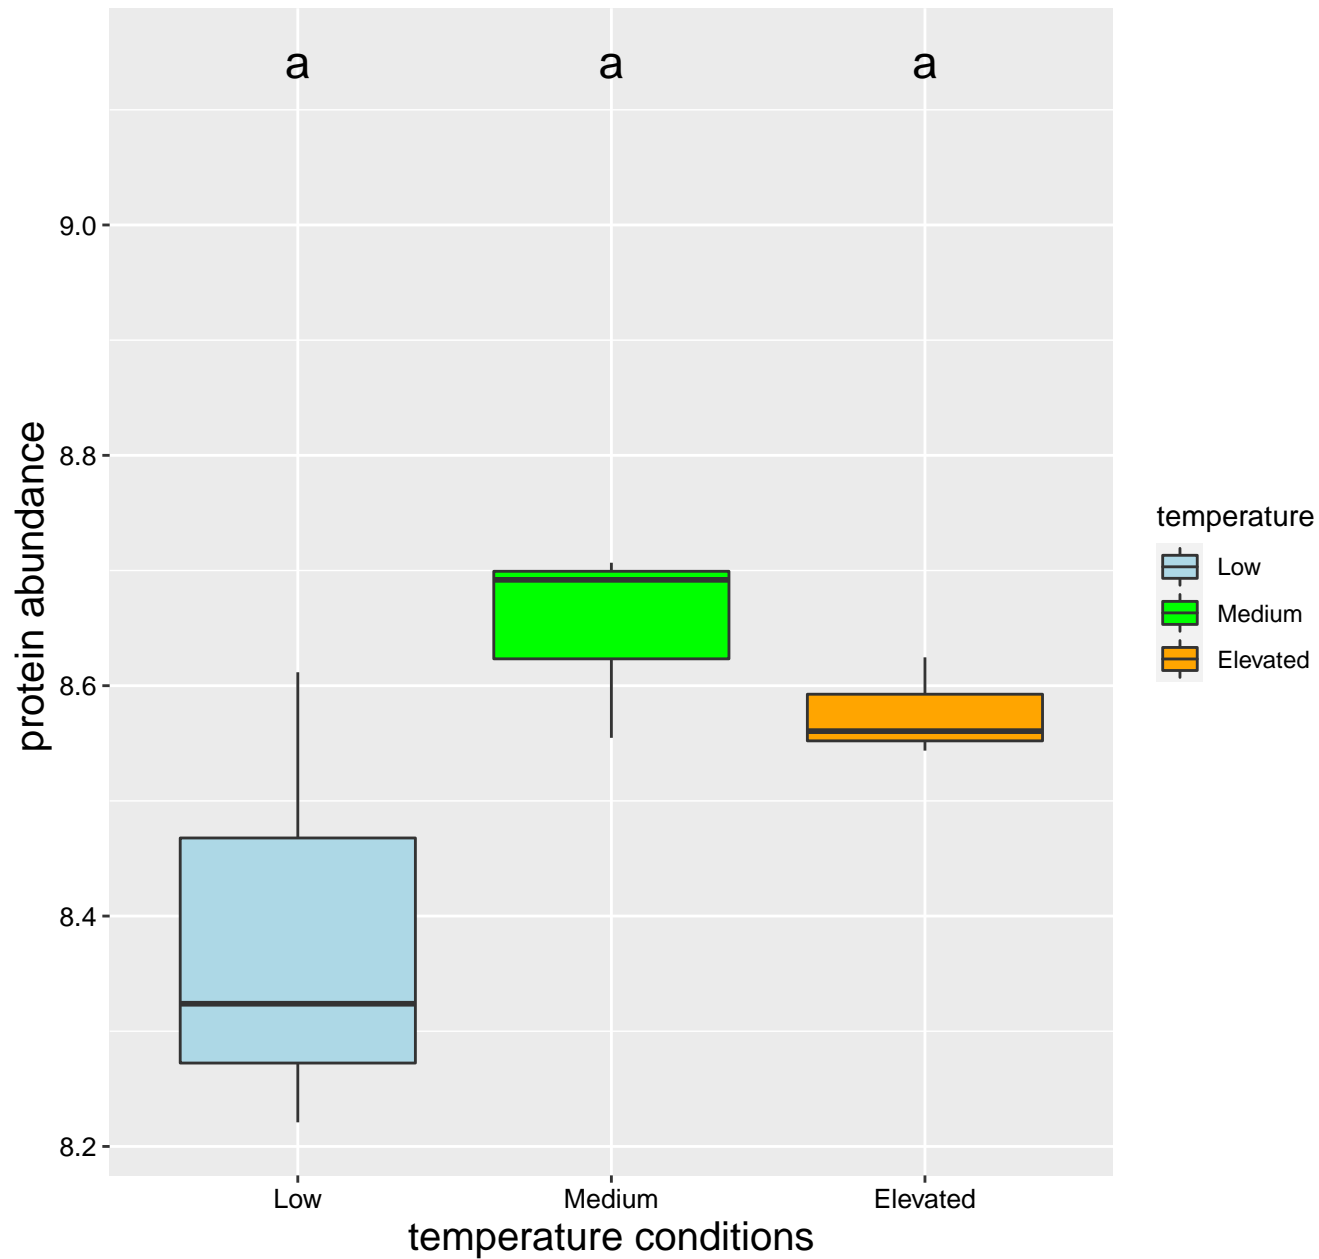 a a a
9.0
8.8
8.6
8.4
8.2
protein abundance
Low Medium Elevated
temperature conditions
temperature
Low
Medium
Elevated